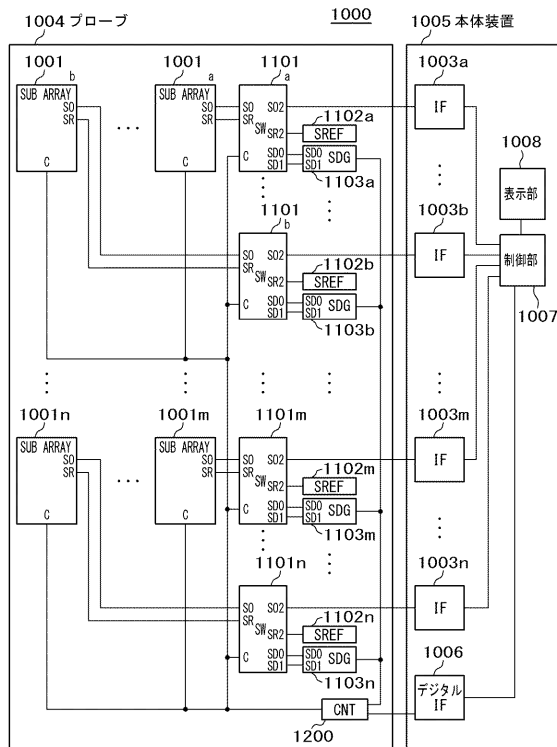 1000
1004 プローブ
1005 本体装置
1001
b
1001
a
1101
a
1003a
SUB ARRAY
SO
SR
C
...
SUB ARRAY
SO
SR
C
SO
SR
SW
C
SO2
SR2
SD0
SD1
1102a
SREF
SD0
SD1
SDG
1103a
IF
1008
表示部
1101
b
SO
SR
SW
C
SO2
SR2
SD0
SD1
1102b
SREF
SD0
SD1
SDG
1103b
1003b
IF
制御部
1007
1001n
SUB ARRAY
SO
SR
C
...
1001m
SUB ARRAY
SO
SR
C
1101m
SO
SR
SW
C
SO2
SR2
SD0
SD1
1102m
SREF
SD0
SD1
SDG
1103m
1003m
IF
1101n
SO
SR
SW
C
SO2
SR2
SD0
SD1
1102n
SREF
SD0
SD1
SDG
1103n
1003n
IF
1006
デジタル
IF
CNT
1200